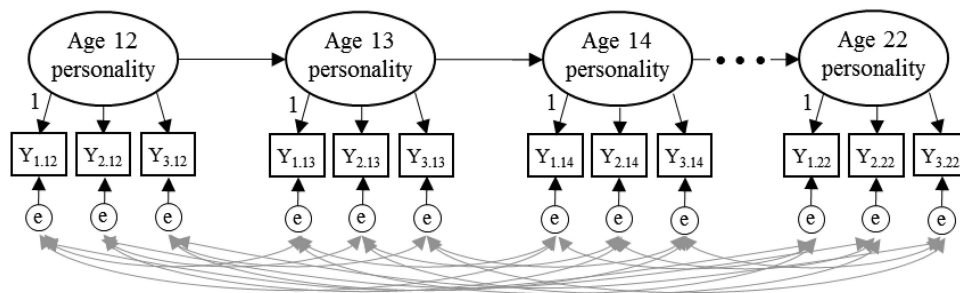 Age 12
personality
Age 13
personality
Age 14
personality
• • •
Age 22
personality
1
1
1
1
Y1.12
Y2.12
Y3.12
Y1.13
Y2.13
Y3.13
Y1.14
Y2.14
Y3.14
Y1.22
Y2.22
Y3.22
e
e
e
e
e
e
e
e
e
e
e
e